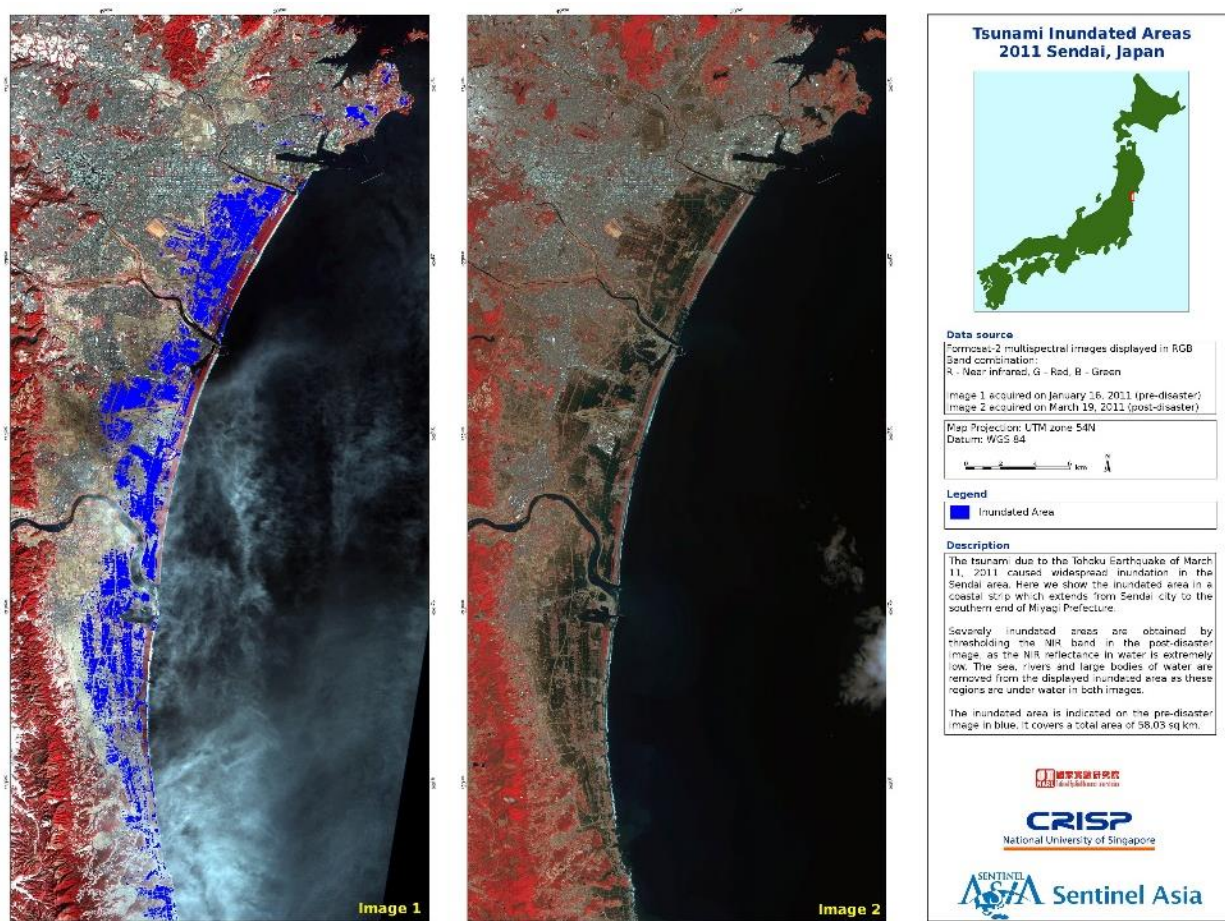 Tsunami Inundated Areas
2011 Sendai, Japan
Data source
Formosat-2 multispectral images displayed in RGB
Band combination:
R - Near infrared, G - Red, B - Green
Image 1 acquired on January 16, 2011 (pre-disaster)
Image 2 acquired on March 19, 2011 (post-disaster)
Map Projection: UTM zone 54N
Datum: WGS 84
0 2 4 6 km
N
Legend
Inundated Area
Description
The tsunami due to the Tohoku Earthquake of March
11, 2011 caused widespread inundation in the
Sendai area. Here we show the inundated area in a
coastal strip which extends from Sendai city to the
southern end of Miyagi Prefecture.
Severely inundated areas are obtained by
thresholding the NIR band in the post-disaster
image, as the NIR reflectance in water is extremely
low. The sea, rivers and large bodies of water are
removed from the displayed inundated area as these
regions are under water in both images.
The inundated area is indicated on the pre-disaster
image in blue. It covers a total area of 58.03 sq km.
NARL
CRISP
National University of Singapore
SENTINEL
ASIA
Sentinel Asia
Image 1
Image 2